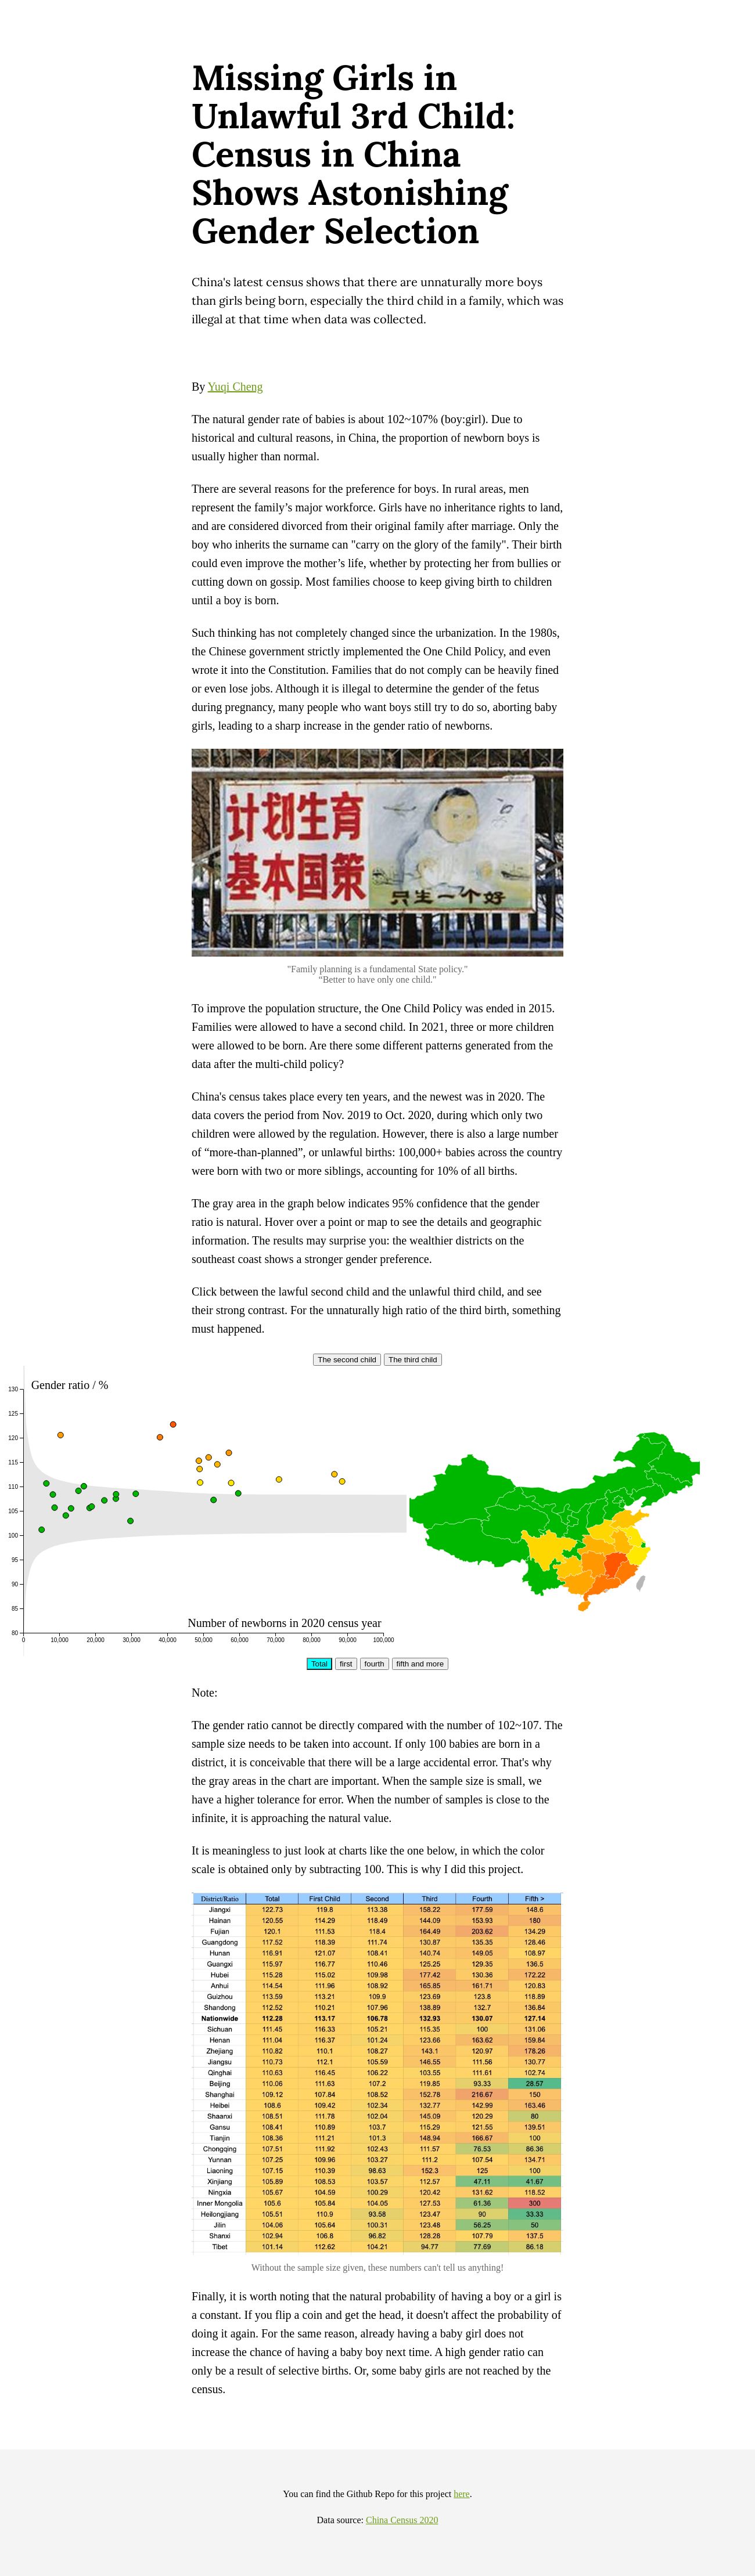 Missing Girls in
Unlawful 3rd Child:
Census in China
Shows Astonishing
Gender Selection
China's latest census shows that there are unnaturally more boys
than girls being born, especially the third child in a family, which was
illegal at that time when data was collected.
By Yuqi Cheng
The natural gender rate of babies is about 102~107% (boy:girl). Due to
historical and cultural reasons, in China, the proportion of newborn boys is
usually higher than normal.
There are several reasons for the preference for boys. In rural areas, men
represent the family’s major workforce. Girls have no inheritance rights to land,
and are considered divorced from their original family after marriage. Only the
boy who inherits the surname can "carry on the glory of the family". Their birth
could even improve the mother’s life, whether by protecting her from bullies or
cutting down on gossip. Most families choose to keep giving birth to children
until a boy is born.
Such thinking has not completely changed since the urbanization. In the 1980s,
the Chinese government strictly implemented the One Child Policy, and even
wrote it into the Constitution. Families that do not comply can be heavily fined
or even lose jobs. Although it is illegal to determine the gender of the fetus
during pregnancy, many people who want boys still try to do so, aborting baby
girls, leading to a sharp increase in the gender ratio of newborns.
计划生育
基本国策
只生一个好
"Family planning is a fundamental State policy."
“Better to have only one child."
To improve the population structure, the One Child Policy was ended in 2015.
Families were allowed to have a second child. In 2021, three or more children
were allowed to be born. Are there some different patterns generated from the
data after the multi-child policy?
China's census takes place every ten years, and the newest was in 2020. The
data covers the period from Nov. 2019 to Oct. 2020, during which only two
children were allowed by the regulation. However, there is also a large number
of “more-than-planned”, or unlawful births: 100,000+ babies across the country
were born with two or more siblings, accounting for 10% of all births.
The gray area in the graph below indicates 95% confidence that the gender
ratio is natural. Hover over a point or map to see the details and geographic
information. The results may surprise you: the wealthier districts on the
southeast coast shows a stronger gender preference.
Click between the lawful second child and the unlawful third child, and see
their strong contrast. For the unnaturally high ratio of the third birth, something
must happened.
The second child The third child
Gender ratio / %
130
125
120
115
110
105
100
95
90
85
80
Number of newborns in 2020 census year
0 10,000 20,000 30,000 40,000 50,000 60,000 70,000 80,000 90,000 100,000
Total first fourth fifth and more
Note:
The gender ratio cannot be directly compared with the number of 102~107. The
sample size needs to be taken into account. If only 100 babies are born in a
district, it is conceivable that there will be a large accidental error. That's why
the gray areas in the chart are important. When the sample size is small, we
have a higher tolerance for error. When the number of samples is close to the
infinite, it is approaching the natural value.
It is meaningless to just look at charts like the one below, in which the color
scale is obtained only by subtracting 100. This is why I did this project.
District/Ratio Total First Child Second Third Fourth Fifth >
Jiangxi 122.73 119.8 113.38 158.22 177.59 148.6
Hainan 120.55 114.29 118.49 144.09 153.93 180
Fujian 120.1 111.53 118.4 164.49 203.62 134.29
Guangdong 117.52 118.39 111.74 130.87 135.35 128.46
Hunan 116.91 121.07 108.41 140.74 149.05 108.97
Guangxi 115.97 116.77 110.46 125.25 129.35 136.5
Hubei 115.28 115.02 109.98 177.42 130.36 172.22
Anhui 114.54 111.96 108.92 165.85 161.71 120.83
Guizhou 113.59 113.21 109.9 123.69 123.8 118.89
Shandong 112.52 110.21 107.96 138.89 132.7 136.84
Nationwide 112.28 113.17 106.78 132.93 130.07 127.14
Sichuan 111.45 116.33 105.21 115.35 100 131.06
Henan 111.04 116.37 101.24 123.66 163.62 159.84
Zhejiang 110.82 110.1 108.27 143.1 120.97 178.26
Jiangsu 110.73 112.1 105.59 146.55 111.56 130.77
Qinghai 110.63 116.45 106.22 103.55 111.61 102.74
Beijing 110.06 111.63 107.2 119.85 93.33 28.57
Shanghai 109.12 107.84 108.52 152.78 216.67 150
Heibei 108.6 109.42 102.34 132.77 142.99 163.46
Shaanxi 108.51 111.78 102.04 145.09 120.29 80
Gansu 108.41 110.89 103.7 115.29 121.55 139.51
Tianjin 108.36 111.21 101.3 148.94 166.67 100
Chongqing 107.51 111.92 102.43 111.57 76.53 86.36
Yunnan 107.25 109.96 103.27 111.2 107.54 134.71
Liaoning 107.15 110.39 98.63 152.3 125 100
Xinjiang 105.89 108.53 103.57 112.57 47.11 41.67
Ningxia 105.67 104.59 100.29 120.42 131.62 118.52
Inner Mongolia 105.6 105.84 104.05 127.53 61.36 300
Heilongjiang 105.51 110.9 93.58 123.47 90 33.33
Jilin 104.06 105.64 100.31 123.48 56.25 50
Shanxi 102.94 106.8 96.82 128.28 107.79 137.5
Tibet 101.14 112.62 104.21 94.77 77.69 86.18
Without the sample size given, these numbers can't tell us anything!
Finally, it is worth noting that the natural probability of having a boy or a girl is
a constant. If you flip a coin and get the head, it doesn't affect the probability of
doing it again. For the same reason, already having a baby girl does not
increase the chance of having a baby boy next time. A high gender ratio can
only be a result of selective births. Or, some baby girls are not reached by the
census.
You can find the Github Repo for this project here.
Data source: China Census 2020